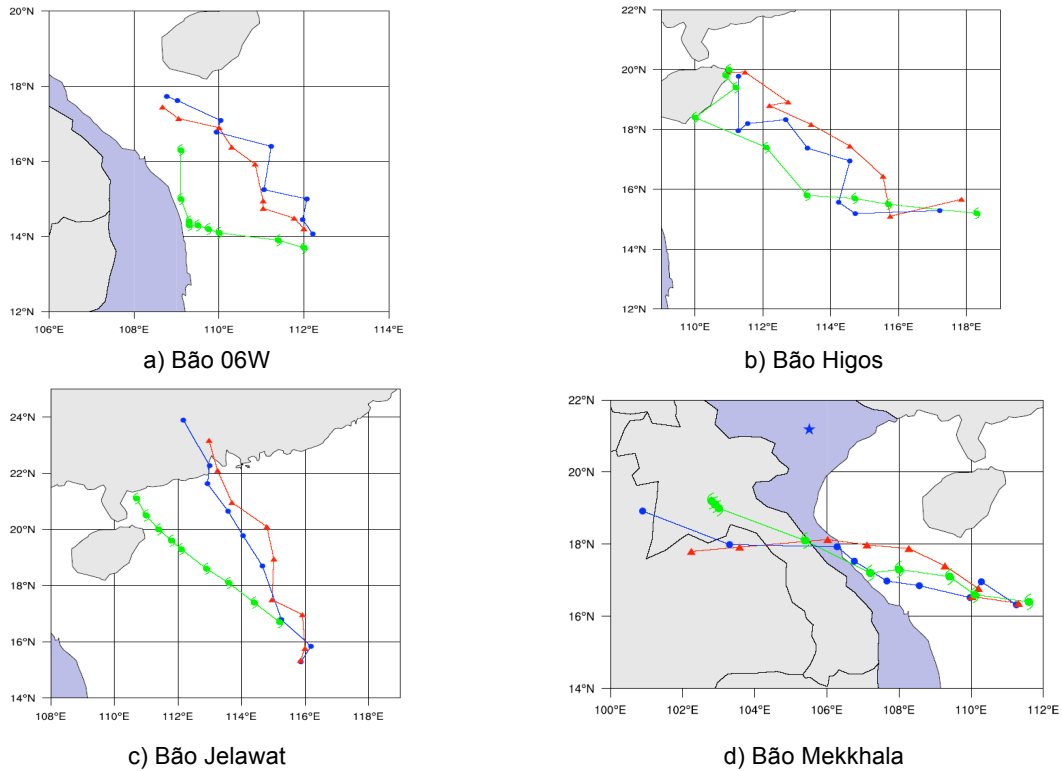 20°N
18°N
16°N
14°N
12°N
106°E 108°E 110°E 112°E 114°E
a) Bão 06W
22°N
20°N
18°N
16°N
14°N
12°N
110°E 112°E 114°E 116°E 118°E
b) Bão Higos
24°N
22°N
20°N
18°N
16°N
14°N
108°E 110°E 112°E 114°E 116°E 118°E
c) Bão Jelawat
22°N
20°N
18°N
16°N
14°N
100°E 102°E 104°E 106°E 108°E 110°E 112°E
d) Bão Mekkhala